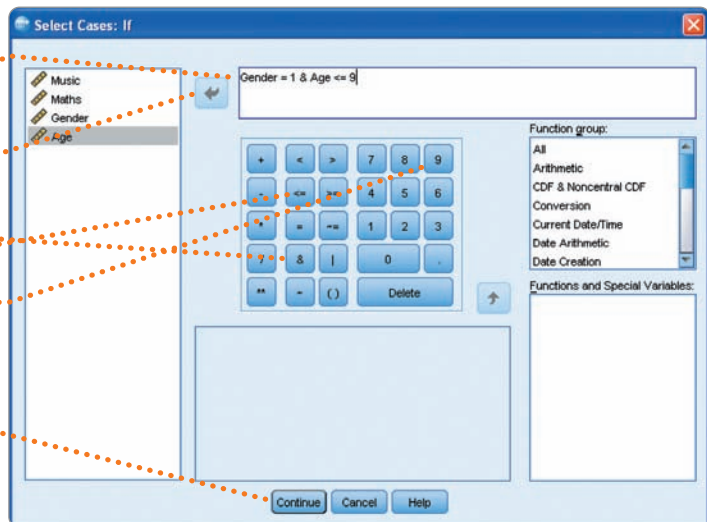 Select Cases: If
Music
Maths
Gender
Age
Gender = 1 & Age <= 9
+ < > 7 8 9
- <= >= 4 5 6
* = ~= 1 2 3
/ & | 0 .
** ~ ( ) Delete
Function group:
All
Arithmetic
CDF & Noncentral CDF
Conversion
Current Date/Time
Date Arithmetic
Date Creation
Functions and Special Variables:
Continue Cancel Help